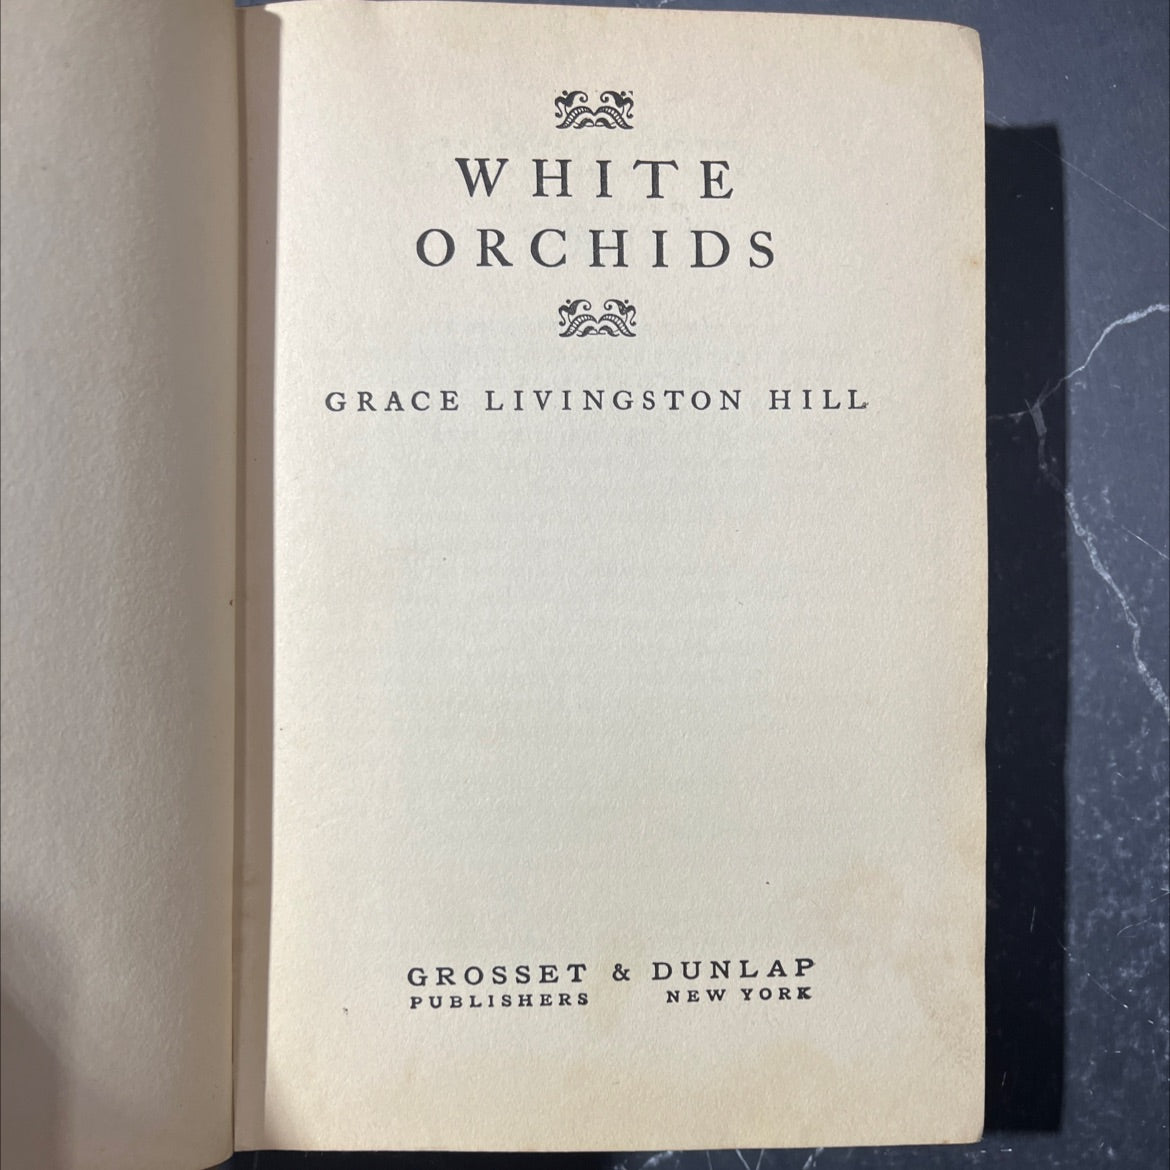 WHITE
ORCHIDS
GRACE LIVINGSTON HILL
GROSSET & DUNLAP
PUBLISHERS NEW YORK